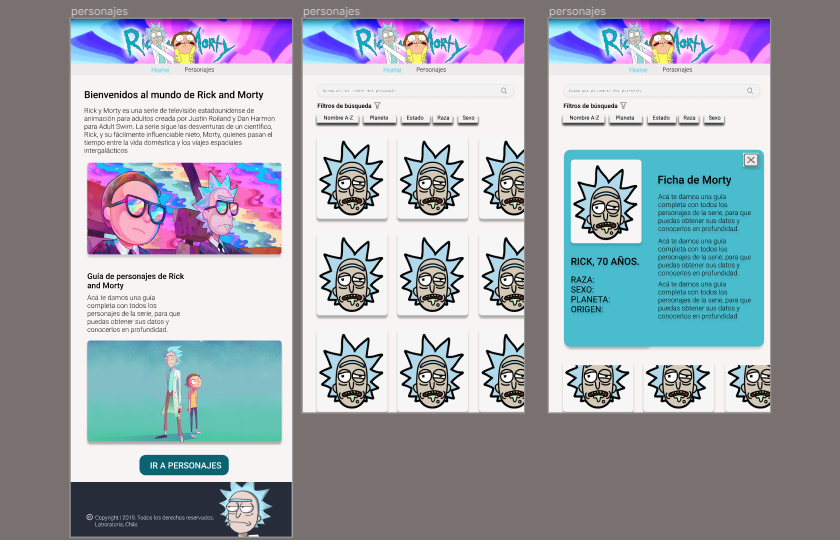 personajes
Rick Morty
Home Personajes
Bienvenidos al mundo de Rick and Morty
Rick y Morty es una serie de televisión estadounidense de
animación para adultos creada por Justin Roiland y Dan Harmon
para Adult Swim. La serie sigue las desventuras de un científico,
Rick, y su fácilmente influenciable nieto, Morty, quienes pasan el
tiempo entre la vida doméstica y los viajes espaciales
intergalácticos
Guía de personajes de Rick
and Morty
Acá te damos una guía
completa con todos los
personajes de la serie, para que
puedas obtener sus datos y
conocerlos en profundidad.
IR A PERSONAJES
© Copyright I 2019. Todos los derechos reservados.
Laboratoria, Chile.
personajes
Rick Morty
Home Personajes
Filtros de búsqueda
Nombre A-Z Planeta Estado Raza Sexo
personajes
Rick Morty
Home Personajes
Filtros de búsqueda
Nombre A-Z Planeta Estado Raza Sexo
RICK, 70 AÑOS.
RAZA:
SEXO:
PLANETA:
ORIGEN:
Ficha de Morty
Acá te damos una guía
completa con todos los
personajes de la serie, para que
puedas obtener sus datos y
conocerlos en profundidad.
Acá te damos una guía
completa con todos los
personajes de la serie, para que
puedas obtener sus datos y
conocerlos en profundidad.
Acá te damos una guía
completa con todos los
personajes de la serie, para que
puedas obtener sus datos y
conocerlos en profundidad.